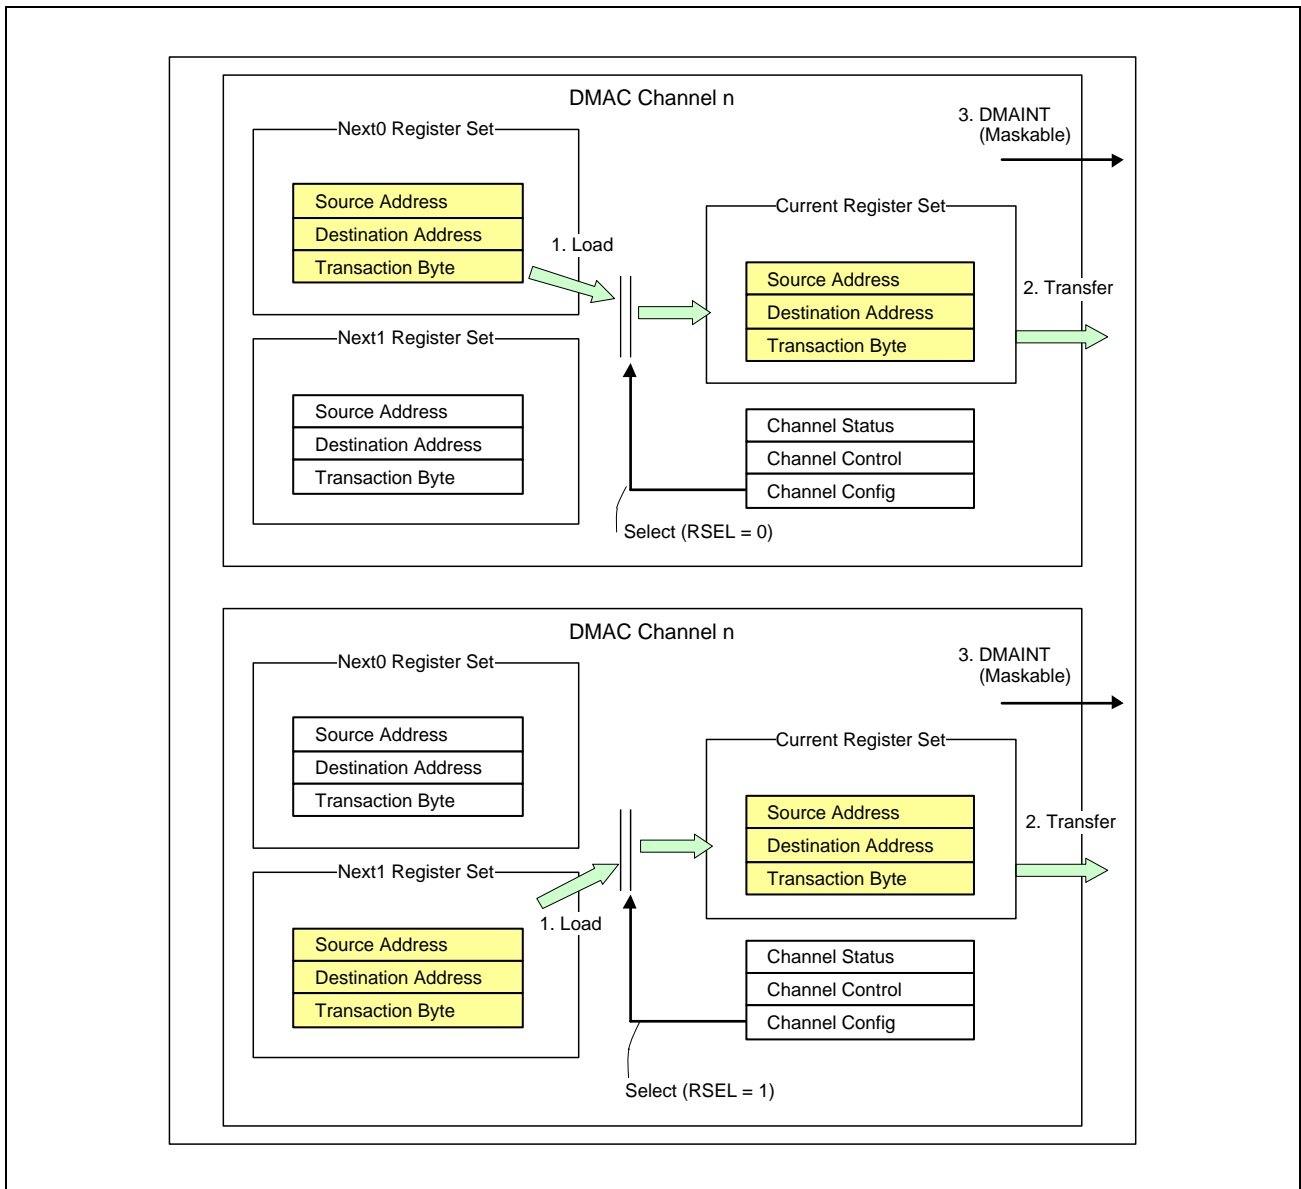 DMAC Channel n
3. DMAINT
(Maskable)
Next0 Register Set
Source Address
Destination Address
Transaction Byte
1. Load
Current Register Set
Source Address
Destination Address
Transaction Byte
2. Transfer
Next1 Register Set
Source Address
Destination Address
Transaction Byte
Channel Status
Channel Control
Channel Config
Select (RSEL = 0)
DMAC Channel n
3. DMAINT
(Maskable)
Next0 Register Set
Source Address
Destination Address
Transaction Byte
Current Register Set
Source Address
Destination Address
Transaction Byte
2. Transfer
Next1 Register Set
1. Load
Source Address
Destination Address
Transaction Byte
Channel Status
Channel Control
Channel Config
Select (RSEL = 1)